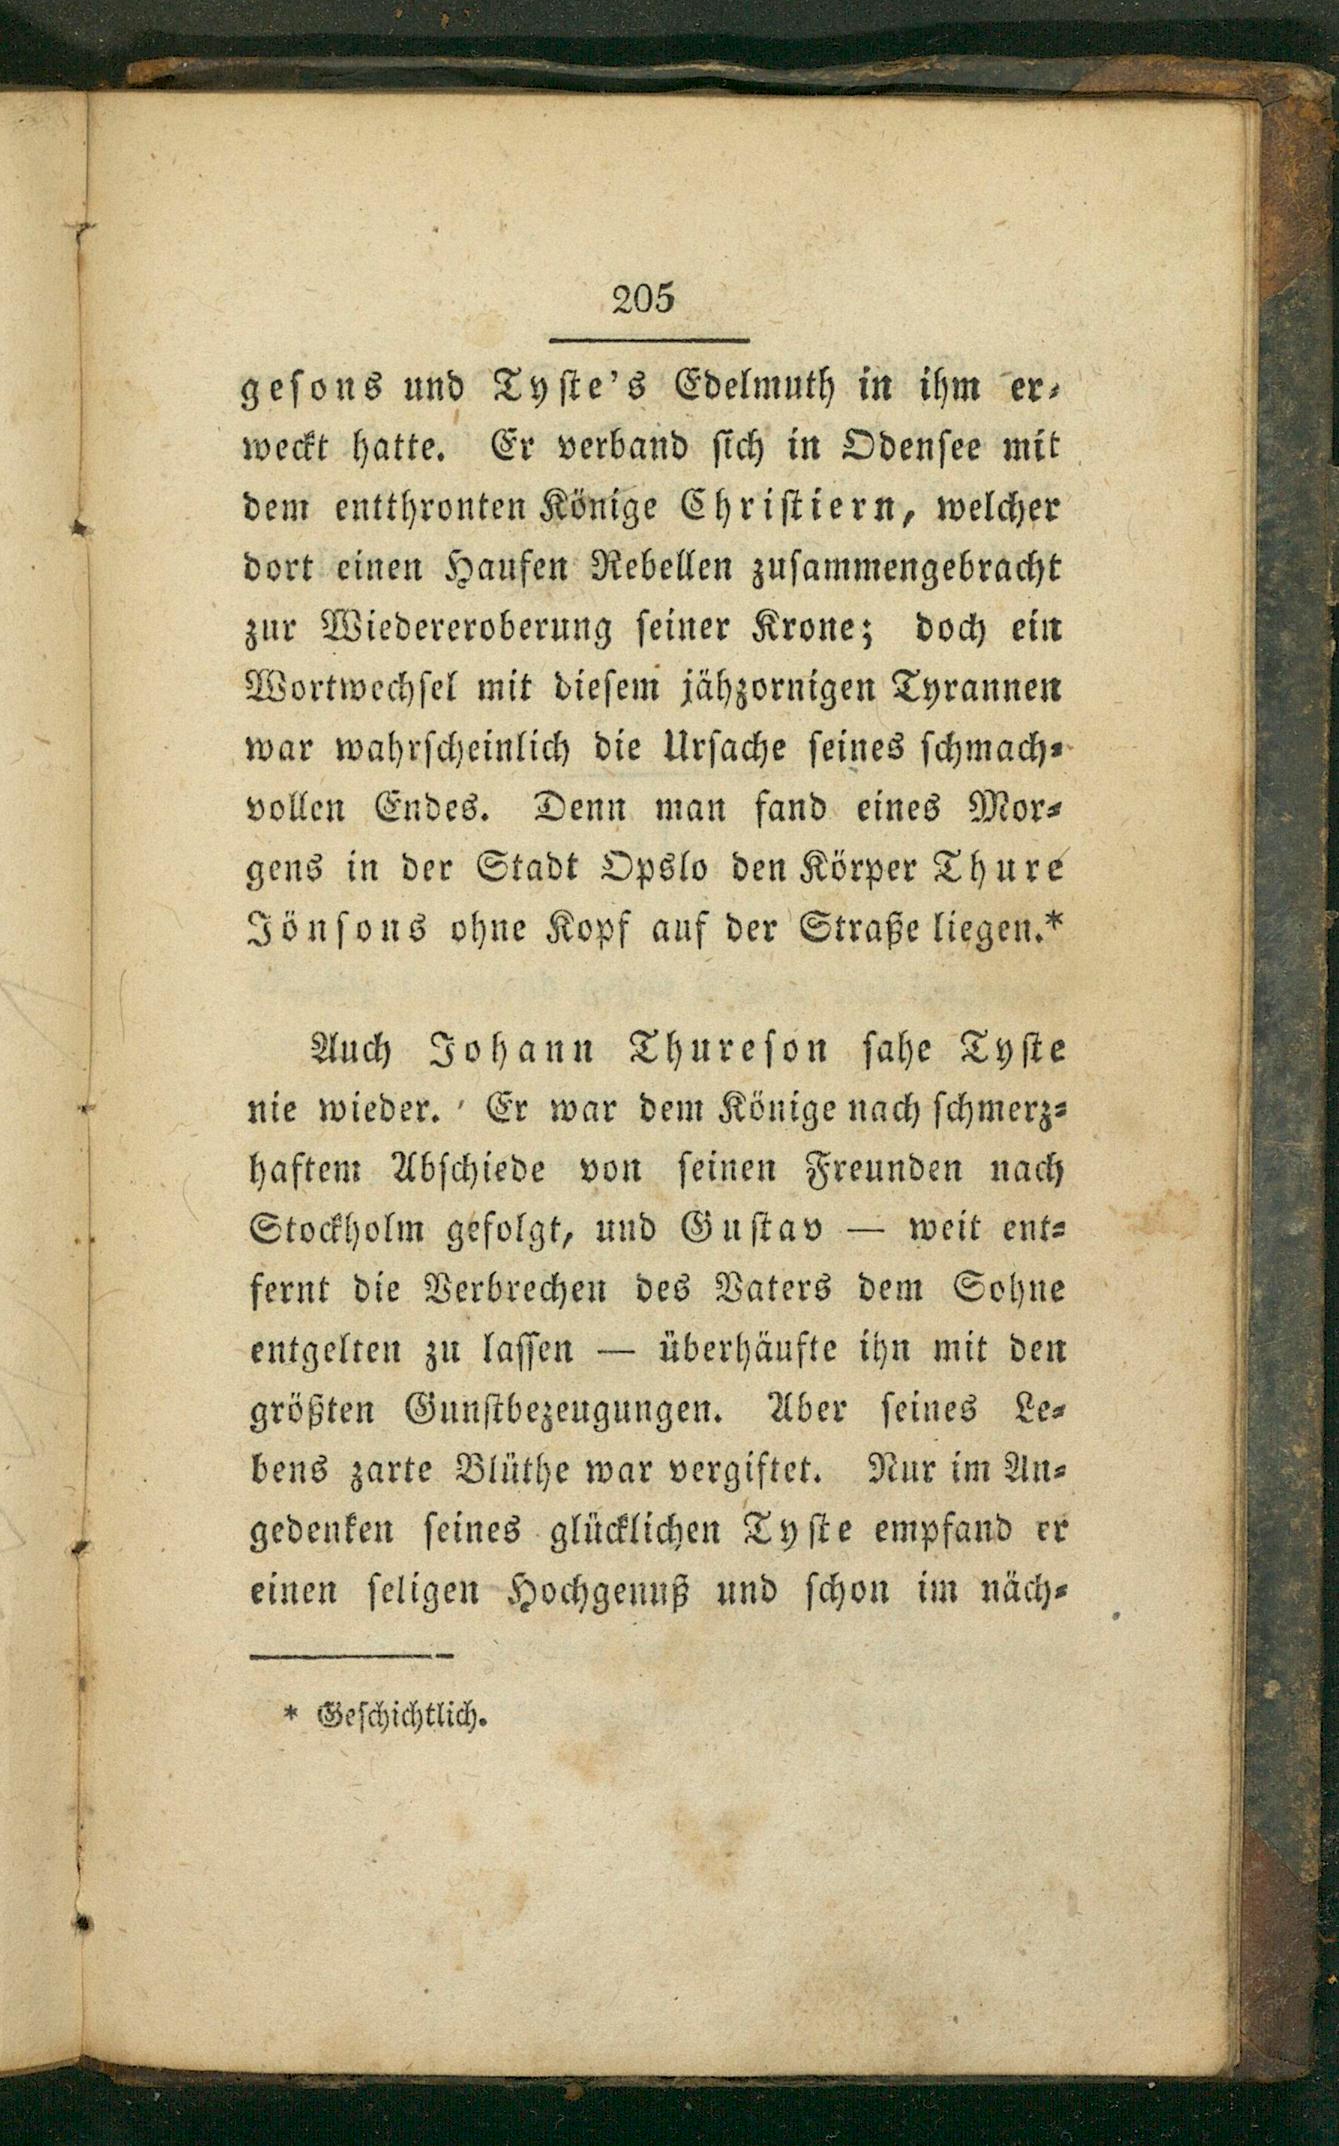 205
gesons und Tyste's Edelmuth in ihm er-
weckt hatte. Er verband sich in Odensee mit
dem entthronten Könige Christiern, welcher
dort einen Haufen Rebellen zusammengebracht
zur Wiedereroberung seiner Krone; doch ein
Wortwechsel mit diesem jähzornigen Tyrannen
war wahrscheinlich die Ursache seines schmach-
vollen Endes. Denn man fand eines Mor-
gens in der Stadt Opslo den Körper Thure
Jönsons ohne Kopf auf der Straße liegen.*
Auch Johann Thureson sahe Tyste
nie wieder. Er war dem Könige nach schmerz-
haftem Abschiede von seinen Freunden nach
Stockholm gefolgt, und Gustav — weit ent-
fernt die Verbrechen des Vaters dem Sohne
entgelten zu lassen — überhäufte ihn mit den
größten Gunstbezeugungen. Aber seines Le-
bens zarte Blüthe war vergiftet. Nur im An-
gedenken seines glücklichen Tyste empfand er
einen seligen Hochgenuß und schon im näch-
* Geschichtlich.